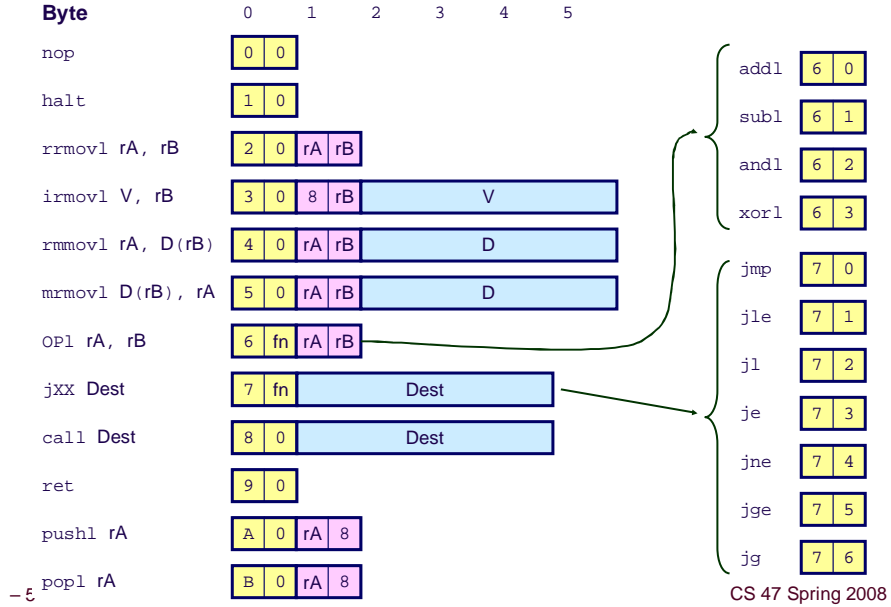 Byte 0 1 2 3 4 5
nop 0 0
halt 1 0
rrmovl rA, rB 2 0 rA rB
irmovl V, rB 3 0 8 rB V
rmmovl rA, D(rB) 4 0 rA rB D
mrmovl D(rB), rA 5 0 rA rB D
OPl rA, rB 6 fn rA rB
jXX Dest 7 fn Dest
call Dest 8 0 Dest
ret 9 0
pushl rA A 0 rA 8
popl rA B 0 rA 8
addl 6 0
subl 6 1
andl 6 2
xorl 6 3
jmp 7 0
jle 7 1
jl 7 2
je 7 3
jne 7 4
jge 7 5
jg 7 6
CS 47 Spring 2008